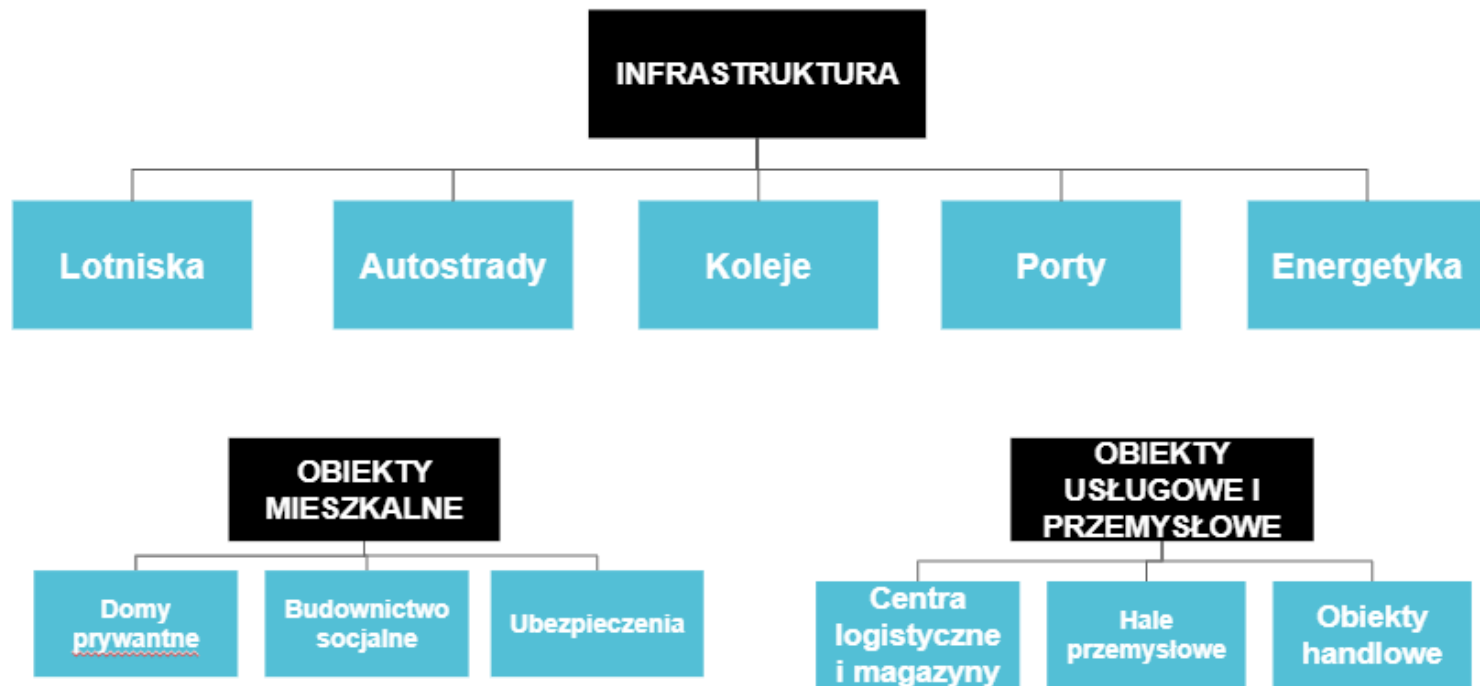 INFRASTRUKTURA
Lotniska
Autostrady
Koleje
Porty
Energetyka
OBIEKTY
MIESZKALNE
Domy
prywantne
Budownictwo
socjalne
Ubezpieczenia
OBIEKTY
USŁUGOWE I
PRZEMYSŁOWE
Centra
logistyczne
i magazyny
Hale
przemysłowe
Obiekty
handlowe